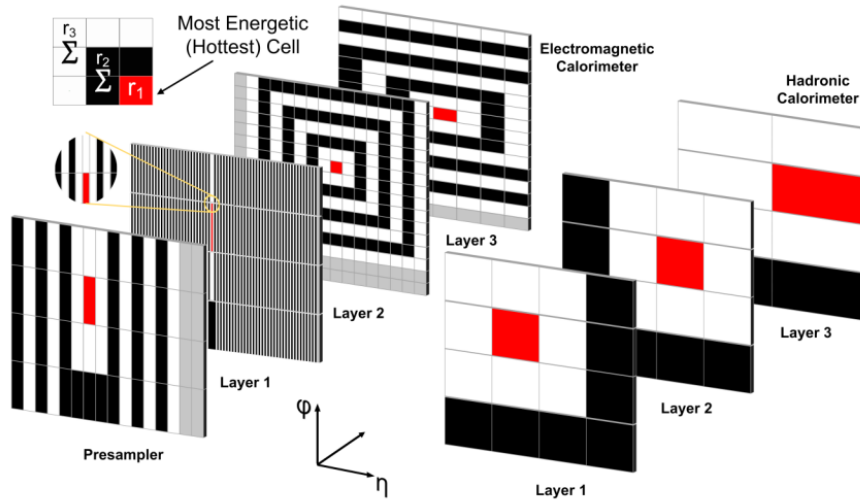 r3
Σ
r2
Σ
r1
Most Energetic
(Hottest) Cell
Electromagnetic
Calorimeter
Hadronic
Calorimeter
Layer 3
Layer 2
Layer 1
Presampler
Layer 3
Layer 2
Layer 1
φ
η